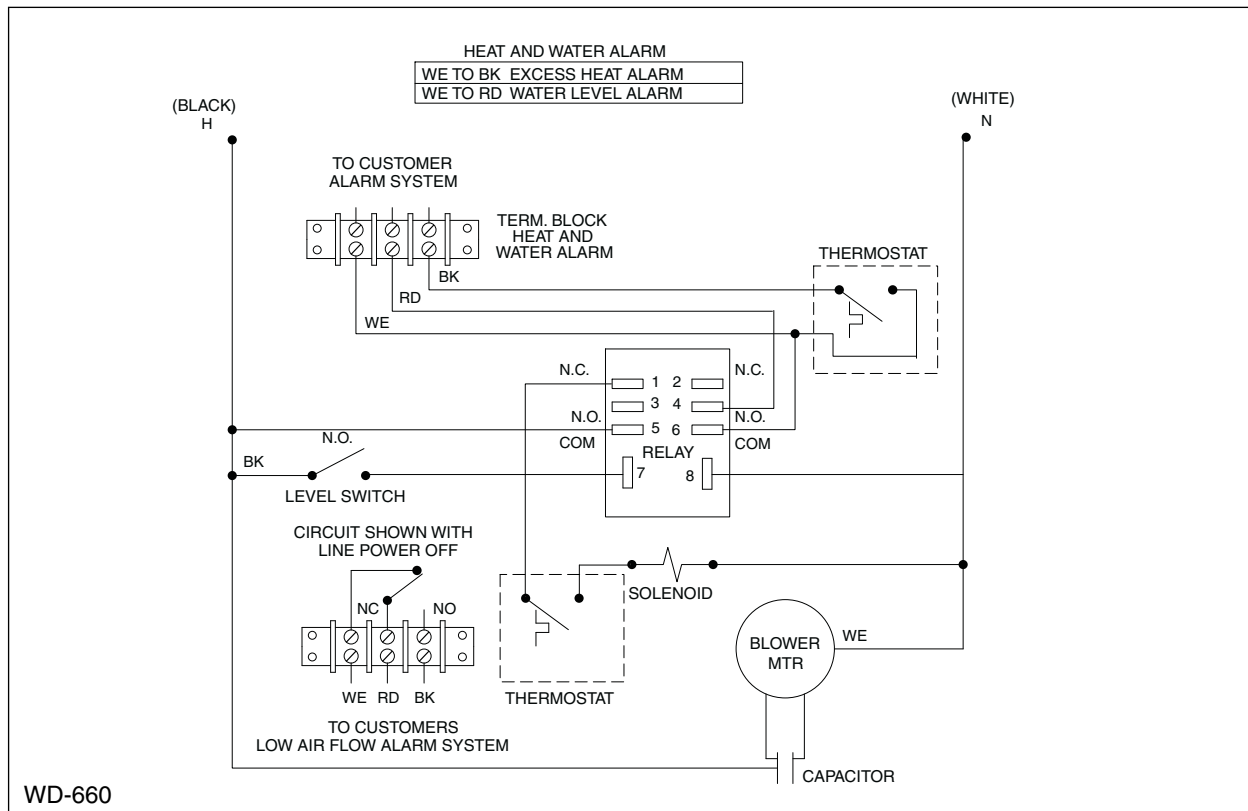 HEAT AND WATER ALARM
WE TO BK EXCESS HEAT ALARM
WE TO RD WATER LEVEL ALARM
(BLACK)
H
(WHITE)
N
TO CUSTOMER
ALARM SYSTEM
TERM. BLOCK
HEAT AND
WATER ALARM
BK
RD
WE
THERMOSTAT
N.C. 1 2 N.C.
3 4
N.O. 5 6 N.O.
COM COM
RELAY
7 8
N.O.
BK
LEVEL SWITCH
CIRCUIT SHOWN WITH
LINE POWER OFF
NC NO
WE RD BK
TO CUSTOMERS
LOW AIR FLOW ALARM SYSTEM
THERMOSTAT
SOLENOID
BLOWER
MTR
WE
CAPACITOR
WD-660